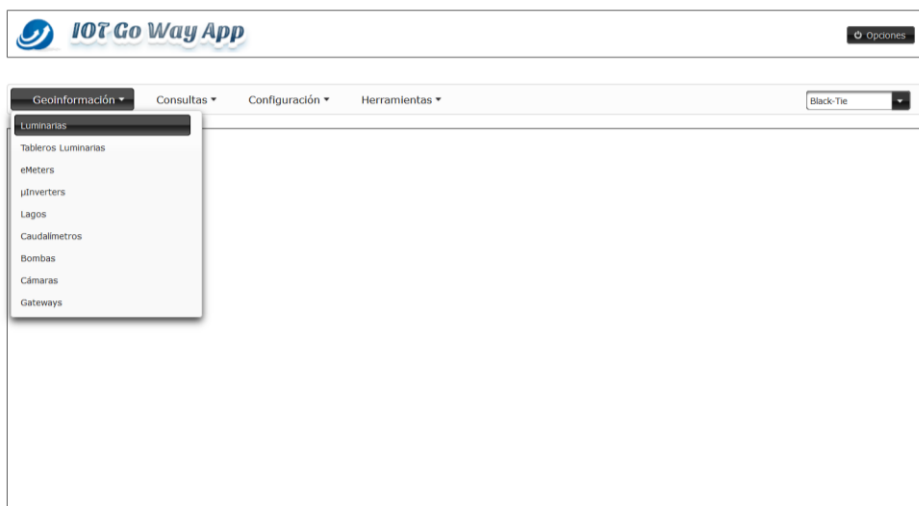 IOT Go Way App
Opciones
GeoInformación Consultas Configuración Herramientas
Black-Tie
Luminarias
Tableros Luminarias
eMeters
µInverters
Lagos
Caudalímetros
Bombas
Cámaras
Gateways